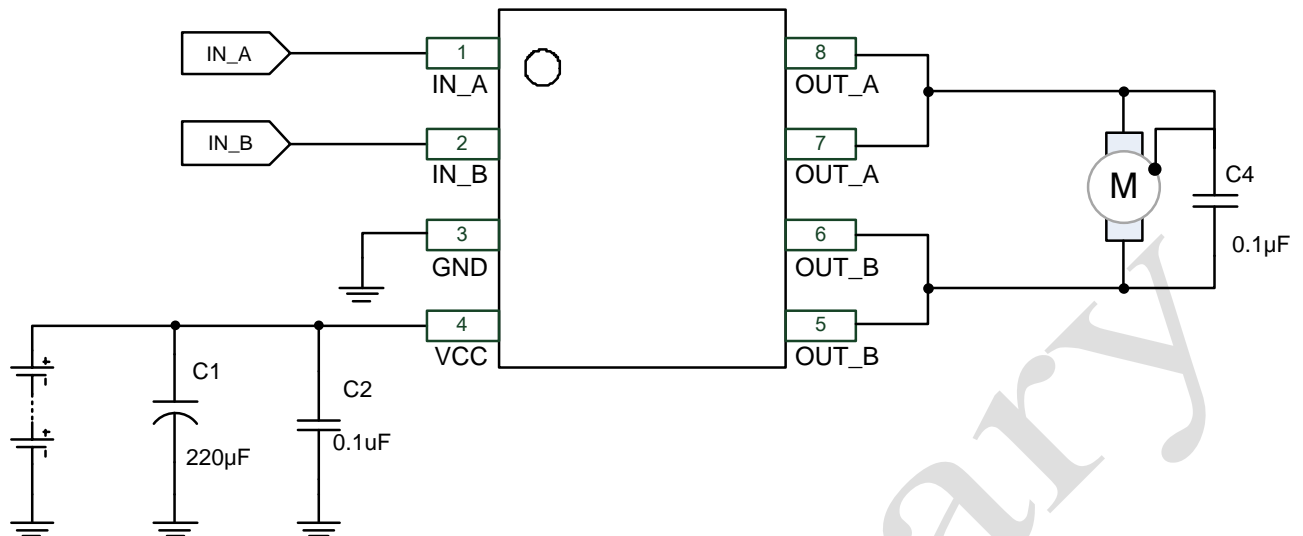 IN_A
1
IN_A
IN_B
2
IN_B
3
GND
4
VCC
8
OUT_A
7
OUT_A
6
OUT_B
5
OUT_B
M
C4
0.1µF
C1
220µF
C2
0.1uF
+
+
ary